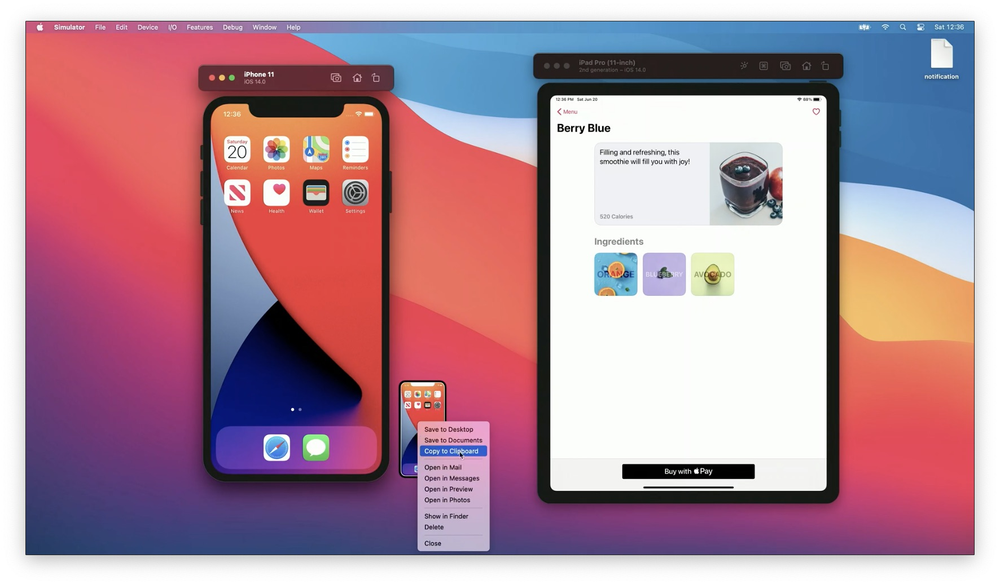 Simulator File Edit Device I/O Features Debug Window Help
Sat 12:36
notification
iPhone 11
iOS 14.0
12:36
Saturday
20
Calendar
Photos
280
Maps
Reminders
News
Health
Wallet
Settings
Save to Desktop
Save to Documents
Copy to Clipboard
Open in Mail
Open in Messages
Open in Preview
Open in Photos
Show in Finder
Delete
Close
iPad Pro (11-inch)
2nd generation – iOS 14.0
12:36 PM Sat Jun 20
88%
Menu
Berry Blue
Filling and refreshing, this
smoothie will fill you with joy!
520 Calories
Ingredients
ORANGE
BLUEBERRY
AVOCADO
Buy with Pay